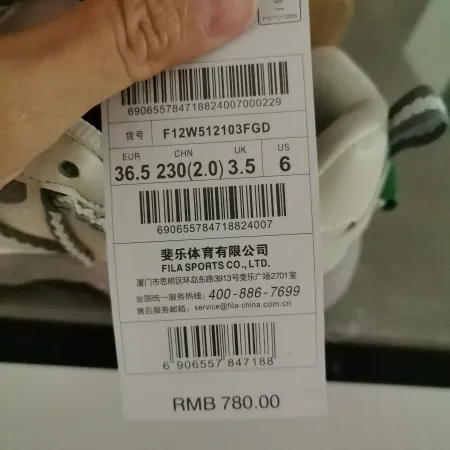 690655784718824007000229
货号 F12W512103FGD
EUR CHN UK US
36.5 230(2.0) 3.5 6
690655784718824007
斐乐体育有限公司
FILA SPORTS CO., LTD.
厦门市思明区环岛东路3913号斐乐广场2701室
全国统一服务热线: 400-886-7699
售后服务邮箱: service@fila-china.com.cn
6 906557 847188
RMB 780.00